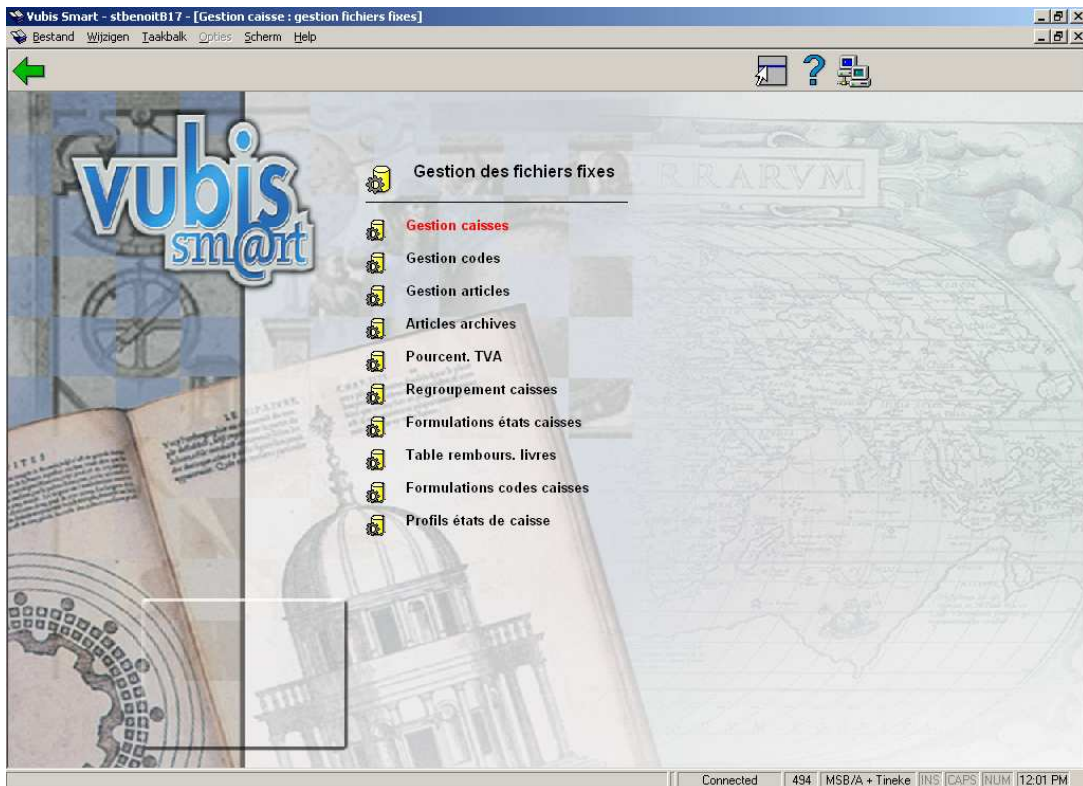 Vubis Smart - stbenoitB17 - [Gestion caisse : gestion fichiers fixes]
Bestand Wijzigen Taakbalk Opties Scherm Help
vubis
sm@rt
Gestion des fichiers fixes
Gestion caisses
Gestion codes
Gestion articles
Articles archives
Pourcent. TVA
Regroupement caisses
Formulations états caisses
Table rembours. livres
Formulations codes caisses
Profils états de caisse
Connected 494 MSB/A + Tineke INS CAPS NUM 12:01 PM